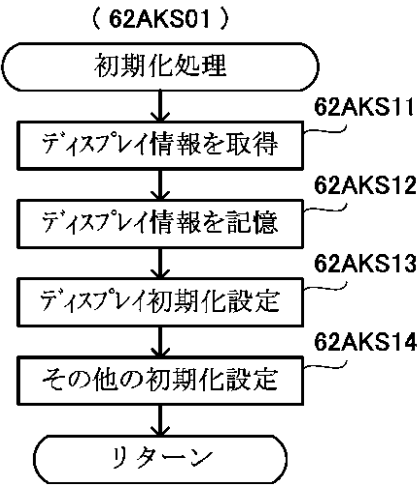 (62AKS01)
初期化処理
62AKS11
ディスプレイ情報を取得
62AKS12
ディスプレイ情報を記憶
62AKS13
ディスプレイ初期化設定
62AKS14
その他の初期化設定
リターン